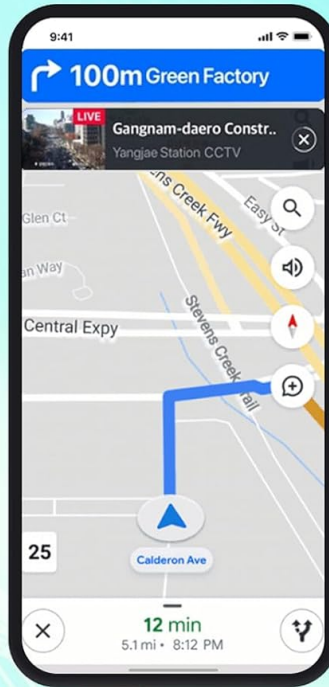 9:41
100m Green Factory
LIVE
Gangnam-daero Constr..
Yangjae Station CCTV
ns Creek Fwy
Easy St
Glen Ct
an Way
Stevens Creek Trail
Central Expy
25
Calderon Ave
12 min
5.1 mi • 8:12 PM